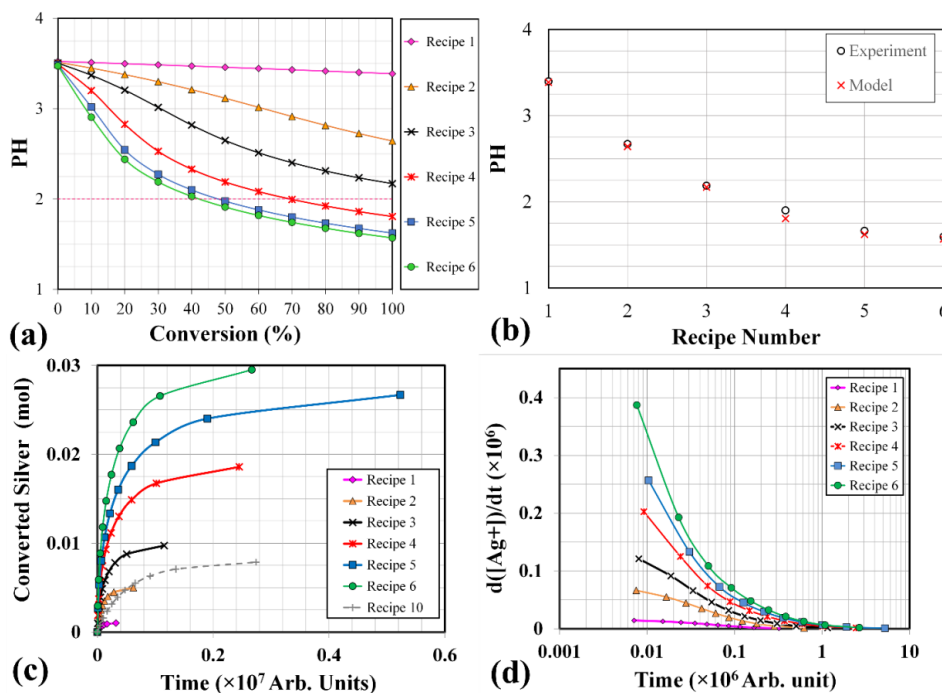 4
3
2
1
PH
0 10 20 30 40 50 60 70 80 90 100
Conversion (%)
(a)
Recipe 1
Recipe 2
Recipe 3
Recipe 4
Recipe 5
Recipe 6
4
3
2
1
PH
Experiment
Model
1 2 3 4 5 6
Recipe Number
(b)
0.03
0.02
0.01
0
Converted Silver (mol)
Recipe 1
Recipe 2
Recipe 3
Recipe 4
Recipe 5
Recipe 6
Recipe 10
0 0.2 0.4 0.6
Time (×10⁷ Arb. Units)
(c)
0.4
0.3
0.2
0.1
0
d([Ag+])/dt (×10⁶)
Recipe 1
Recipe 2
Recipe 3
Recipe 4
Recipe 5
Recipe 6
0.001 0.01 0.1 1 10
Time (×10⁶ Arb. unit)
(d)